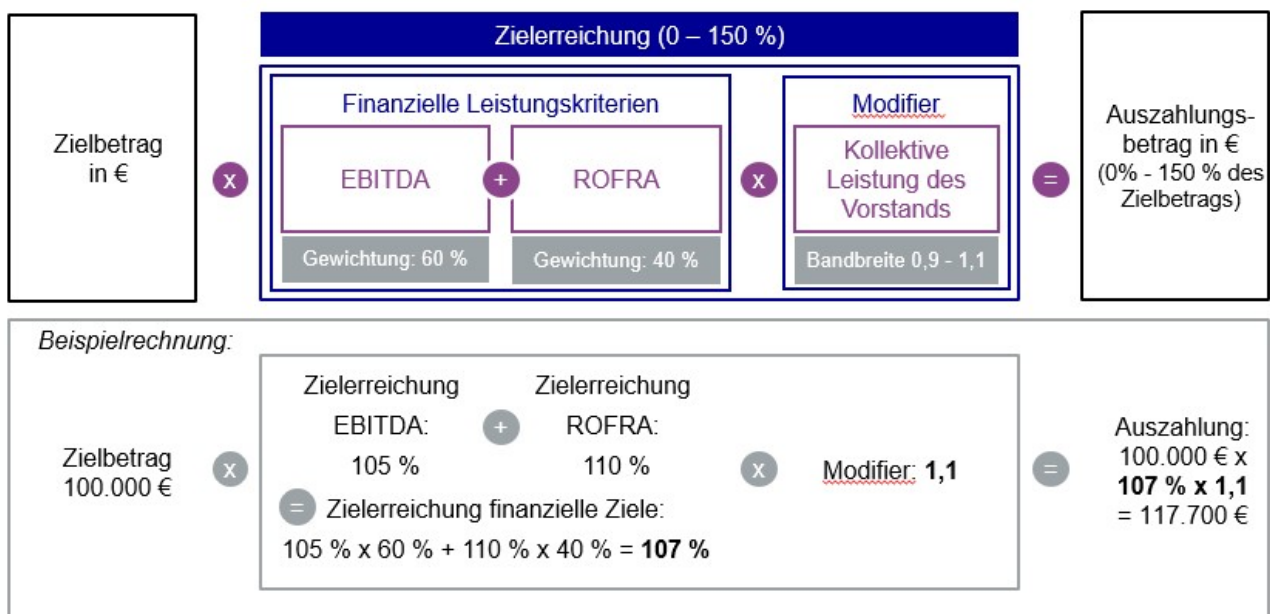 Zielerreichung (0 – 150 %)
Zielbetrag
in €
x
Finanzielle Leistungskriterien
EBITDA
+
ROFRA
Gewichtung: 60 %
Gewichtung: 40 %
x
Modifier
Kollektive
Leistung des
Vorstands
Bandbreite 0,9 - 1,1
=
Auszahlungs-
betrag in €
(0% - 150 % des
Zielbetrags)
Beispielrechnung:
Zielbetrag
100.000 €
x
Zielerreichung
EBITDA:
105 %
+
Zielerreichung
ROFRA:
110 %
= Zielerreichung finanzielle Ziele:
105 % x 60 % + 110 % x 40 % = 107 %
x
Modifier: 1,1
=
Auszahlung:
100.000 € x
107 % x 1,1
= 117.700 €